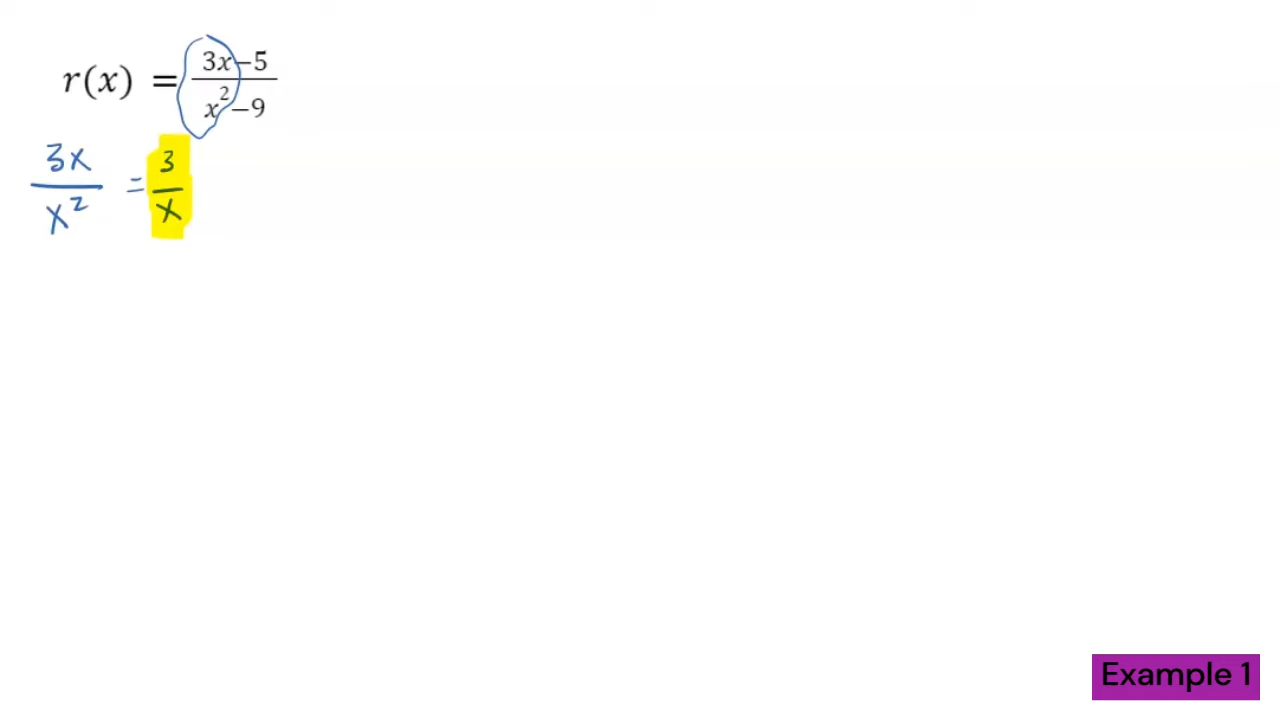 r(x) = 3x−5 / x²−9
3x / x² = 3 / x
Example 1